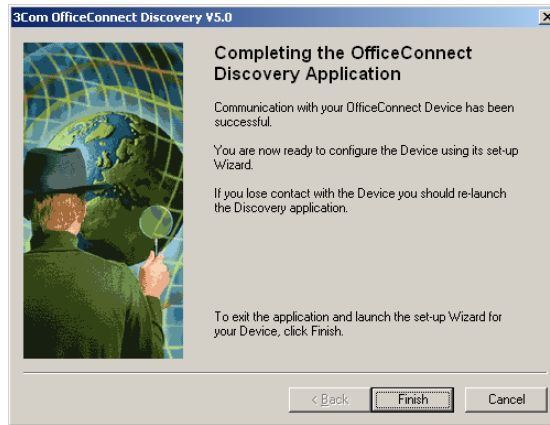 3Com OfficeConnect Discovery V5.0
Completing the OfficeConnect
Discovery Application
Communication with your OfficeConnect Device has been
successful.
You are now ready to configure the Device using its set-up
Wizard.
If you lose contact with the Device you should re-launch
the Discovery application.
To exit the application and launch the set-up Wizard for
your Device, click Finish.
< Back
Finish
Cancel